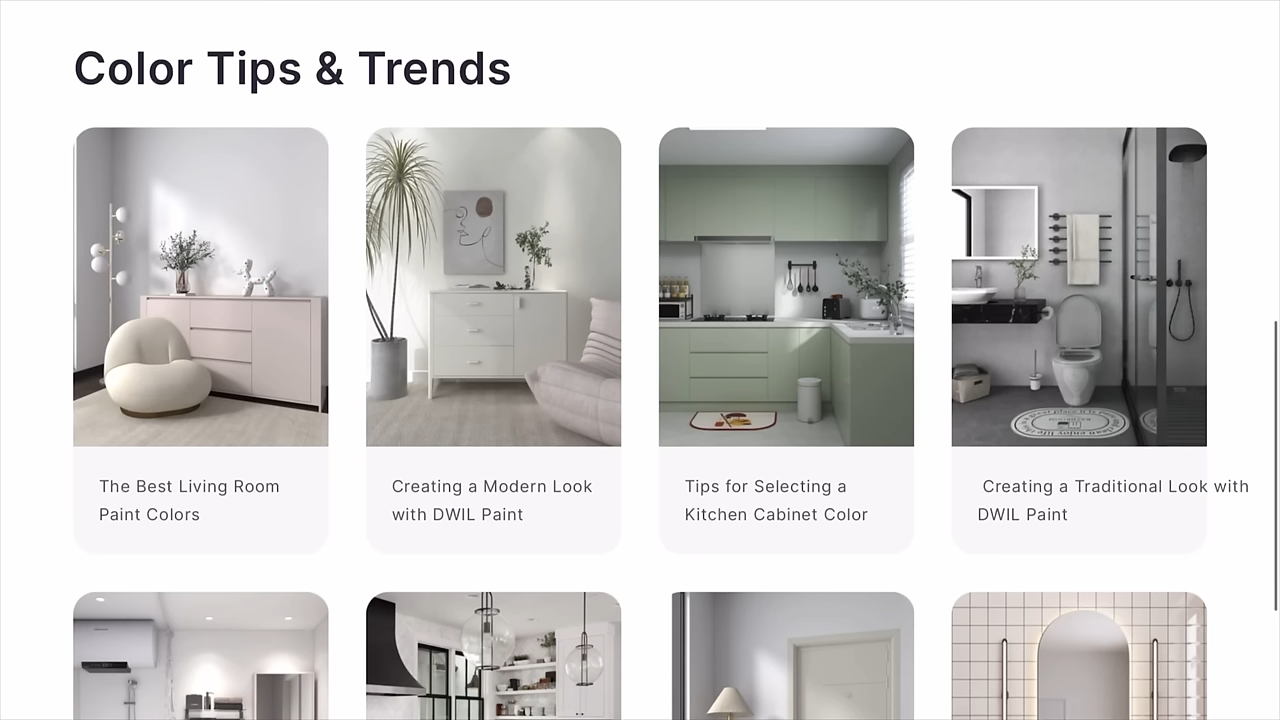 Color Tips & Trends
The Best Living Room
Paint Colors
Creating a Modern Look
with DWIL Paint
Tips for Selecting a
Kitchen Cabinet Color
Creating a Traditional Look with
DWIL Paint